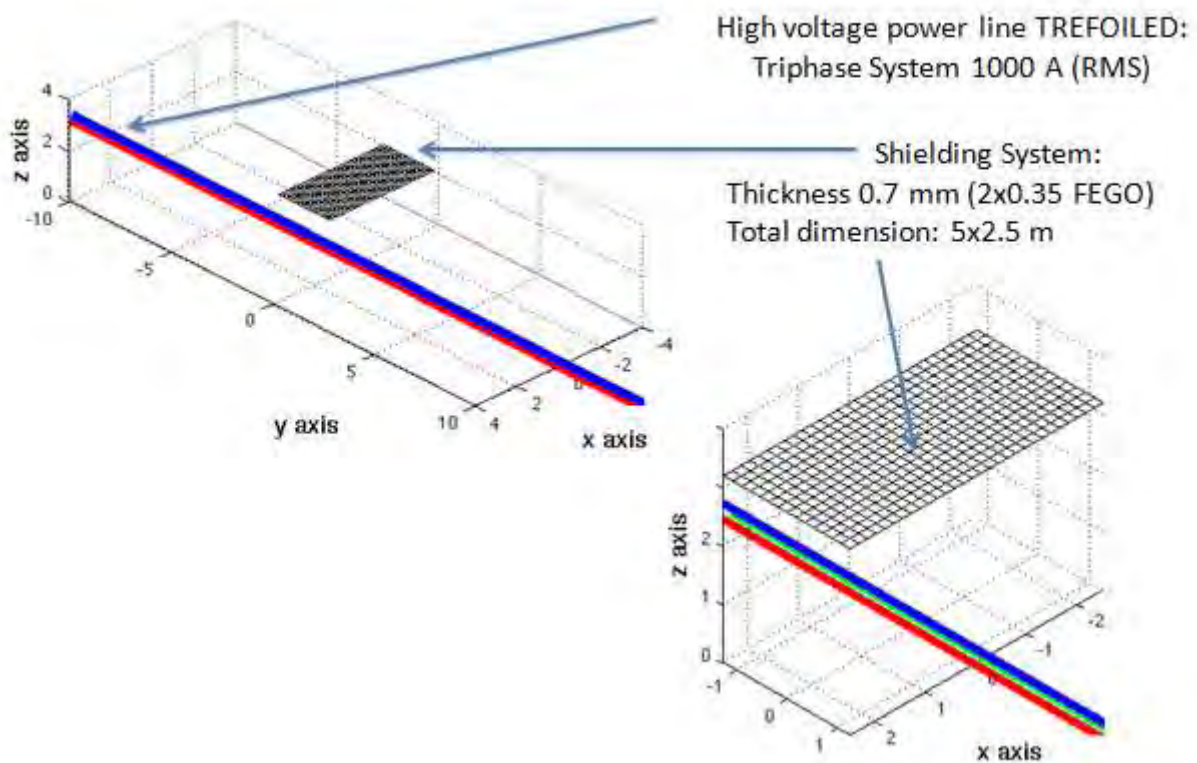 High voltage power line TREFOILED:
Triphase System 1000 A (RMS)
Shielding System:
Thickness 0.7 mm (2x0.35 FEGO)
Total dimension: 5x2.5 m
4
2
0
z axis
-10
-5
0
5
10
y axis
4
2
0
-2
-4
x axis
z axis
2
1
0
-1
0
1
2
1
0
-1
-2
x axis